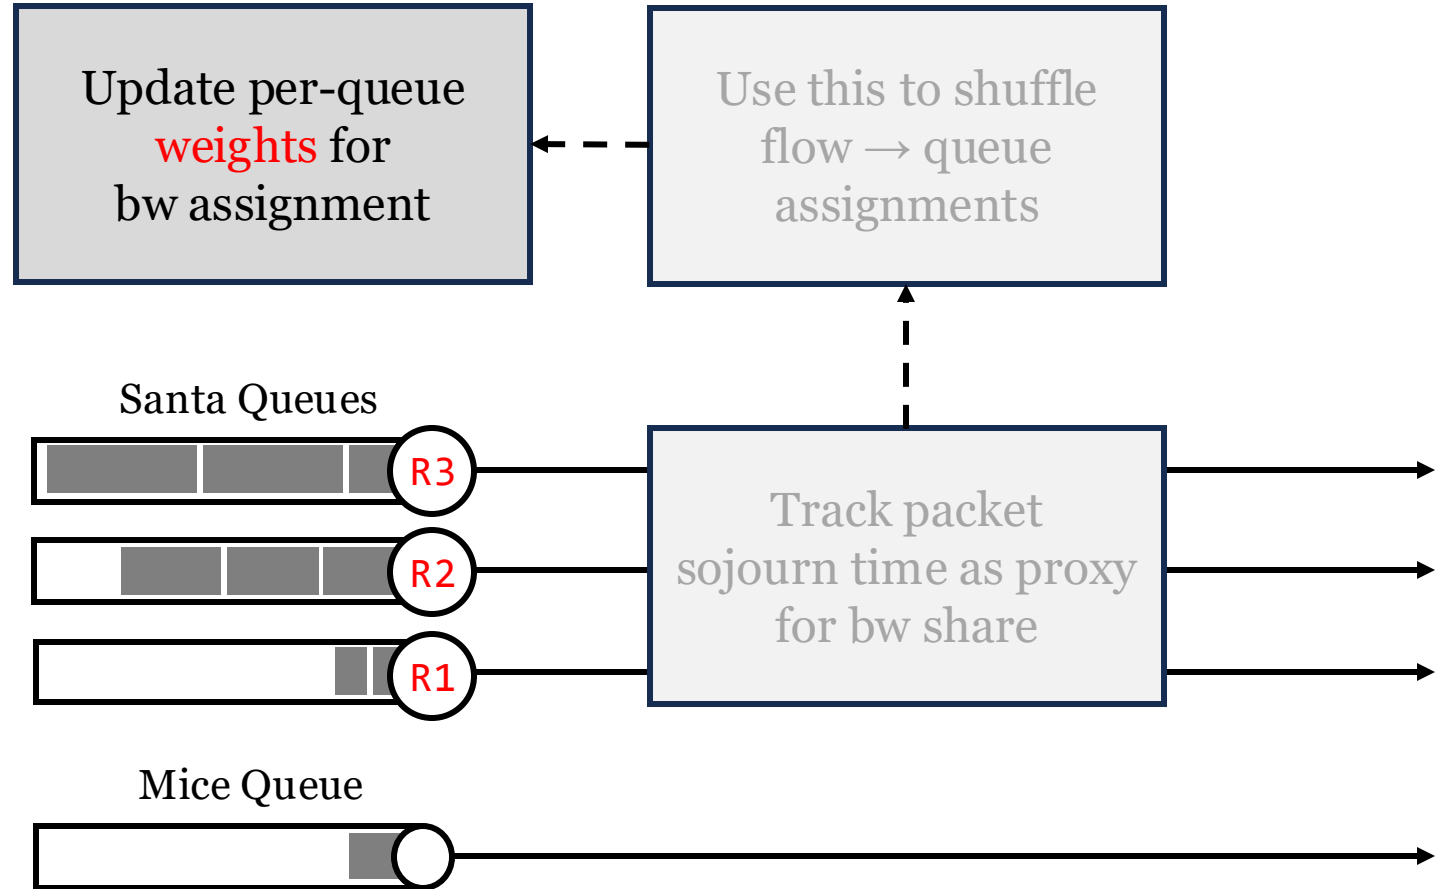 Update per-queue
weights for
bw assignment
Use this to shuffle
flow → queue
assignments
Santa Queues
R3
R2
R1
Track packet
sojourn time as proxy
for bw share
Mice Queue